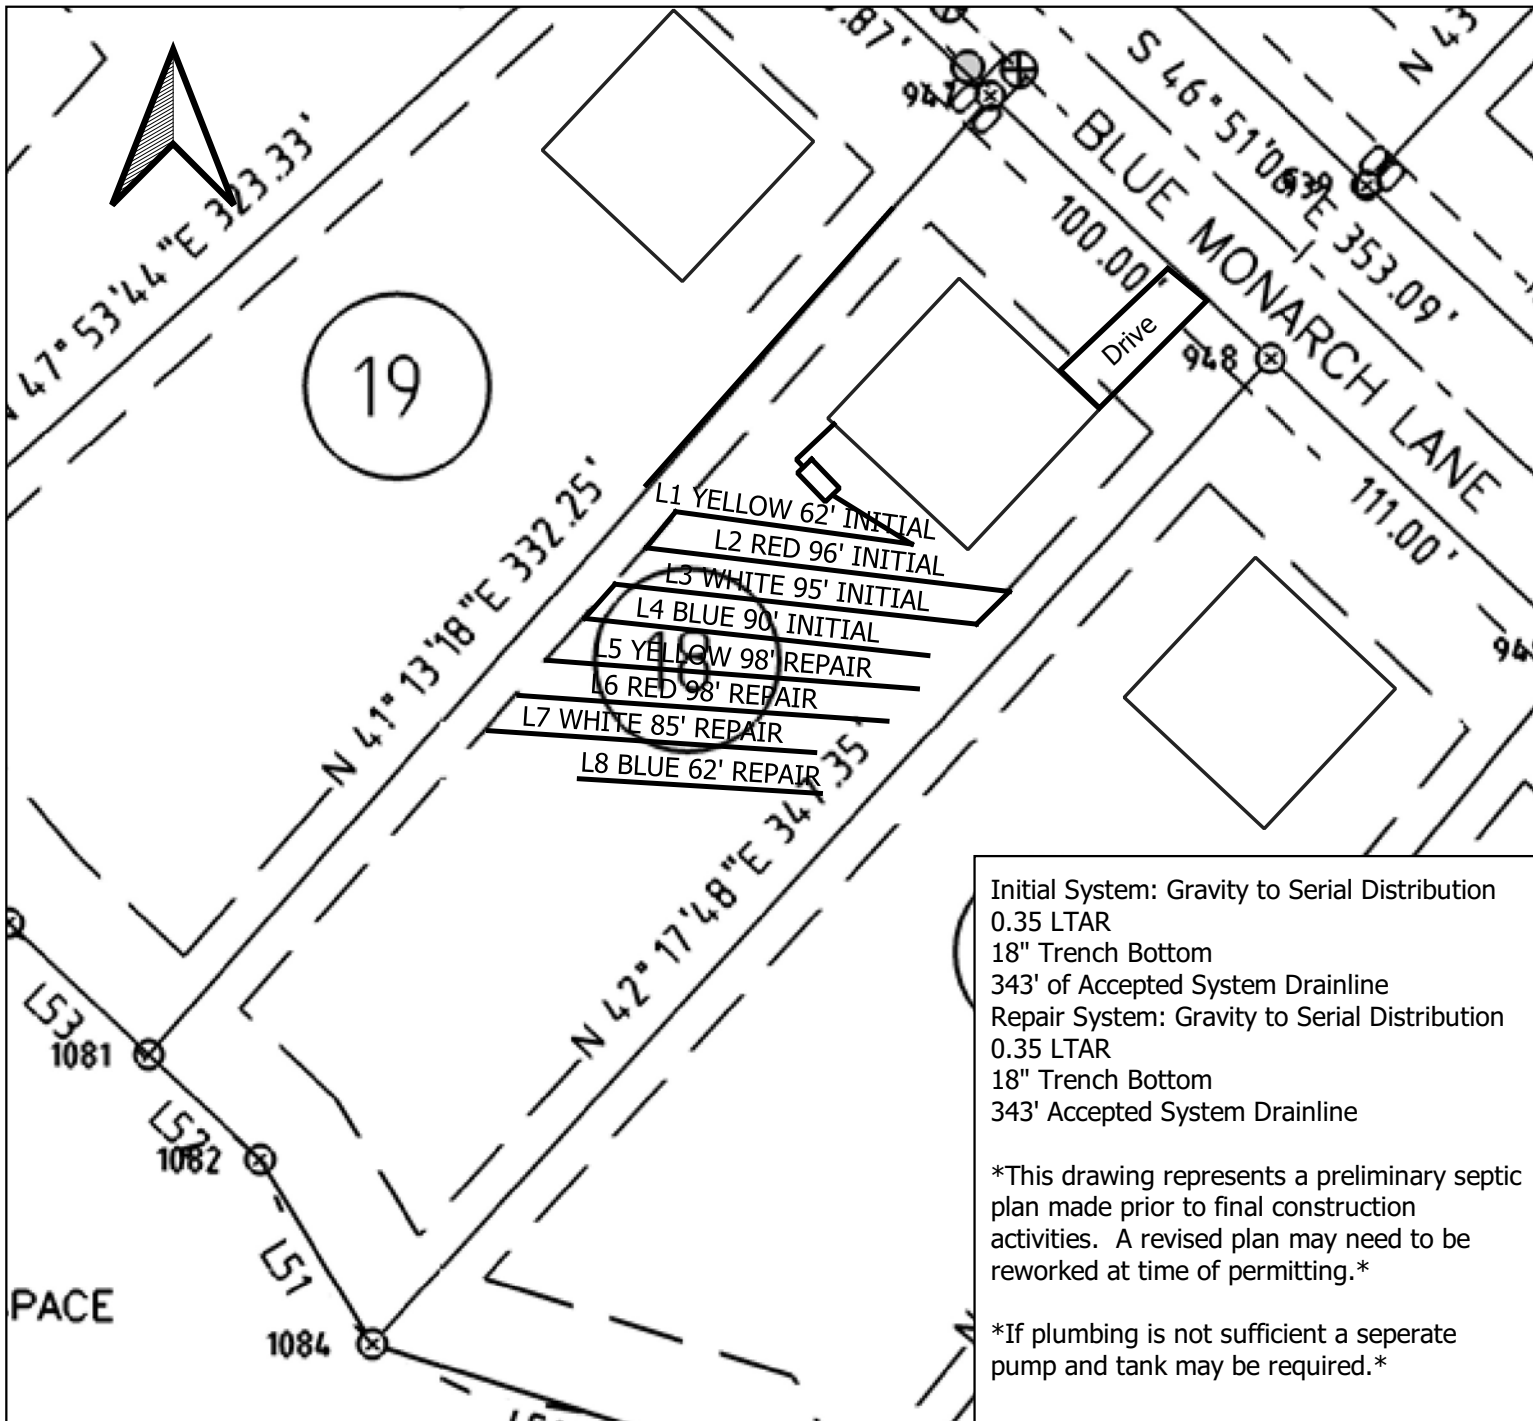 .87'
N 43
S 46°51'08"E 353.09'
947
639
BLUE MONARCH LANE
100.00'
N 47° 53'44"E 323.33'
Drive
948
19
111.00'
L1 YELLOW 62' INITIAL
L2 RED 96' INITIAL
L3 WHITE 95' INITIAL
L4 BLUE 90' INITIAL
L5 YELLOW 98' REPAIR
18
L6 RED 98' REPAIR
L7 WHITE 85' REPAIR
L8 BLUE 62' REPAIR
N 41° 13'18"E 332.25'
N 42° 17'48"E 347.35'
L53
1081
L52
1082
L51
PACE
1084
N
Initial System: Gravity to Serial Distribution
0.35 LTAR
18" Trench Bottom
343' of Accepted System Drainline
Repair System: Gravity to Serial Distribution
0.35 LTAR
18" Trench Bottom
343' Accepted System Drainline
*This drawing represents a preliminary septic
plan made prior to final construction
activities.  A revised plan may need to be
reworked at time of permitting.*
*If plumbing is not sufficient a seperate
pump and tank may be required.*